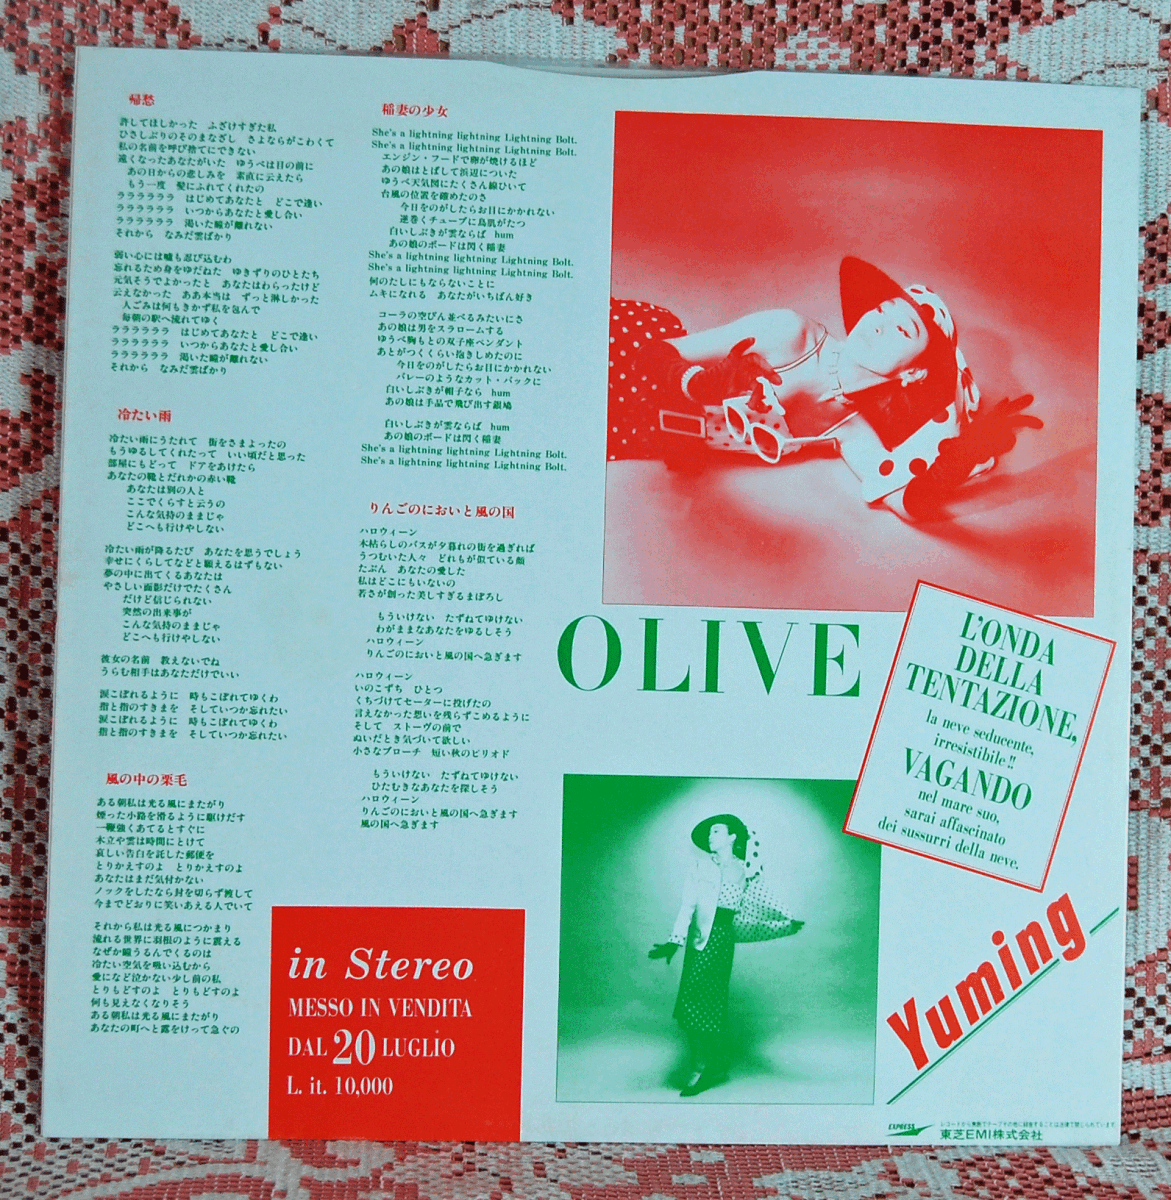 帰愁
許してほしかった　ふざけすぎた私
ひさしぶりのそのまなざし　さよならがこわくて
私の名前を呼び捨てにできない
遠くなったあなたがいた　ゆうべは目の前に
あの日からの悲しみを　素直に云えたら
もう一度　髪にふれてくれたの
ラララララララ　はじめてあなたと　どこで逢い
ラララララララ　いつからあなたと愛し合い
ラララララララ　渇いた瞳が離れない
それから　なみだ雲ばかり
弱い心には嘘も忍び込むわ
忘れるため身をゆだねた　ゆきずりのひとたち
元気そうでよかったと　あなたはわらったけど
云えなかった　ああ本当は　ずっと淋しかった
人ごみは何もきかず私を包んで
毎朝の駅へ流れてゆく
ラララララララ　はじめてあなたと　どこで逢い
ラララララララ　いつからあなたと愛し合い
ラララララララ　渇いた瞳が離れない
それから　なみだ雲ばかり
冷たい雨
冷たい雨にうたれて　街をさまよったの
もうゆるしてくれたって　いい頃だと思った
部屋にもどって　ドアをあけたら
あなたの靴とだれかの赤い靴
あなたは別の人と
ここでくらすと云うの
こんな気持のままじゃ
どこへも行けやしない
冷たい雨が降るたび　あなたを思うでしょう
幸せにくらしてなどと願えるはずもない
夢の中に出てくるあなたは
やさしい面影だけでたくさん
だけど信じられない
突然の出来事が
こんな気持のままじゃ
どこへも行けやしない
彼女の名前　教えないでね
うらむ相手はあなただけでいい
涙こぼれるように　時もこぼれてゆくわ
指と指のすきまを　そしていつか忘れたい
涙こぼれるように　時もこぼれてゆくわ
指と指のすきまを　そしていつか忘れたい
風の中の栗毛
ある朝私は光る風にまたがり
煙った小路を滑るように駆けだす
一鞭強くあてるとすぐに
木立や雲は時間にとけて
哀しい告白を託した郵便を
とりかえすのよ　とりかえすのよ
あなたはまだ気付かない
ノックをしたなら封を切らず渡して
今までどおりに笑いあえる人でいて
それから私は光る風につかまり
流れる世界に羽根のように震える
なぜか瞳うるんでくるのは
冷たい空気を吸い込むから
愛になど泣かない少し前の私
とりもどすのよ　とりもどすのよ
何も見えなくなりそう
ある朝私は光る風にまたがり
あなたの町へと露をけって急ぐの
稲妻の少女
She's a lightning lightning Lightning Bolt.
She's a lightning lightning Lightning Bolt.
エンジン・フードで卵が焼けるほど
あの娘はとばして浜辺についた
ゆうべ天気図にたくさん線ひいて
台風の位置を確めたのさ
今日をのがしたらお目にかかれない
逆巻くチューブに鳥肌がたつ
白いしぶきが雲ならば　hum
あの娘のボードは閃く稲妻
She's a lightning lightning Lightning Bolt.
She's a lightning lightning Lightning Bolt.
何のたしにもならないことに
ムキになれる　あなたがいちばん好き
コーラの空びん並べるみたいにさ
あの娘は男をスラロームする
ゆうべ胸もとの双子座ペンダント
あとがつくくらい抱きしめたのに
今日をのがしたらお目にかかれない
バレーのようなカット・バックに
白いしぶきが帽子なら　hum
あの娘は手品で飛び出す銀鳩
白いしぶきが雲ならば　hum
あの娘のボードは閃く稲妻
She's a lightning lightning Lightning Bolt.
She's a lightning lightning Lightning Bolt.
りんごのにおいと風の国
ハロウィーン
木枯らしのバスが夕暮れの街を過ぎれば
うつむいた人々　どれもが似ている顔
たぶん　あなたの愛した
私はどこにもいないの
若さが創った美しすぎるまぼろし
もういけない　たずねてゆけない
わがままなあなたをゆるしそう
ハロウィーン
りんごのにおいと風の国へ急ぎます
ハロウィーン
いのこずち　ひとつ
くちづけてセーターに投げたの
言えなかった想いを残らずこめるように
そして　ストーヴの前で
ぬいだとき気づいて欲しい
小さなブローチ　短い秋のピリオド
もういけない　たずねてゆけない
ひたむきなあなたを探しそう
ハロウィーン
りんごのにおいと風の国へ急ぎます
風の国へ急ぎます
OLIVE
L'ONDA
DELLA
TENTAZIONE,
la neve seducente,
irresistibile!!
VAGANDO
nel mare suo,
sarai affascinato
dei sussurri della neve.
Yuming
in Stereo
MESSO IN VENDITA
DAL 20 LUGLIO
L. it. 10,000
EXPRESS
レコードから無断でテープその他に録音することは法律で禁じられています。
東芝EMI株式会社